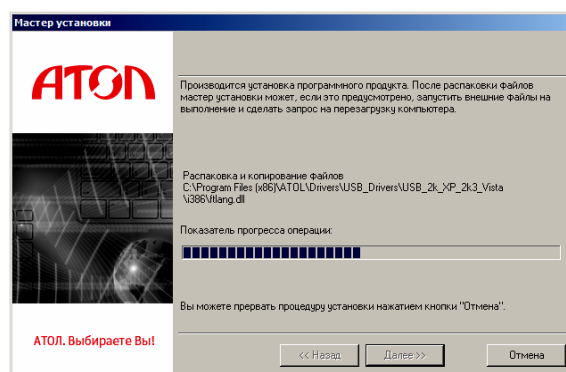 Мастер установки
АТОЛ
Производится установка программного продукта. После распаковки файлов
мастер установки может, если это предусмотрено, запустить внешние файлы на
выполнение и сделать запрос на перезагрузку компьютера.
Распаковка и копирование файлов
C:\Program Files (x86)\ATOL\Drivers\USB_Drivers\USB_2k_XP_2k3_Vista
\i386\ftlang.dll
Показатель прогресса операции:
Вы можете прервать процедуру установки нажатием кнопки "Отмена".
АТОЛ. Выбираете Вы!
<< Назад
Далее >>
Отмена